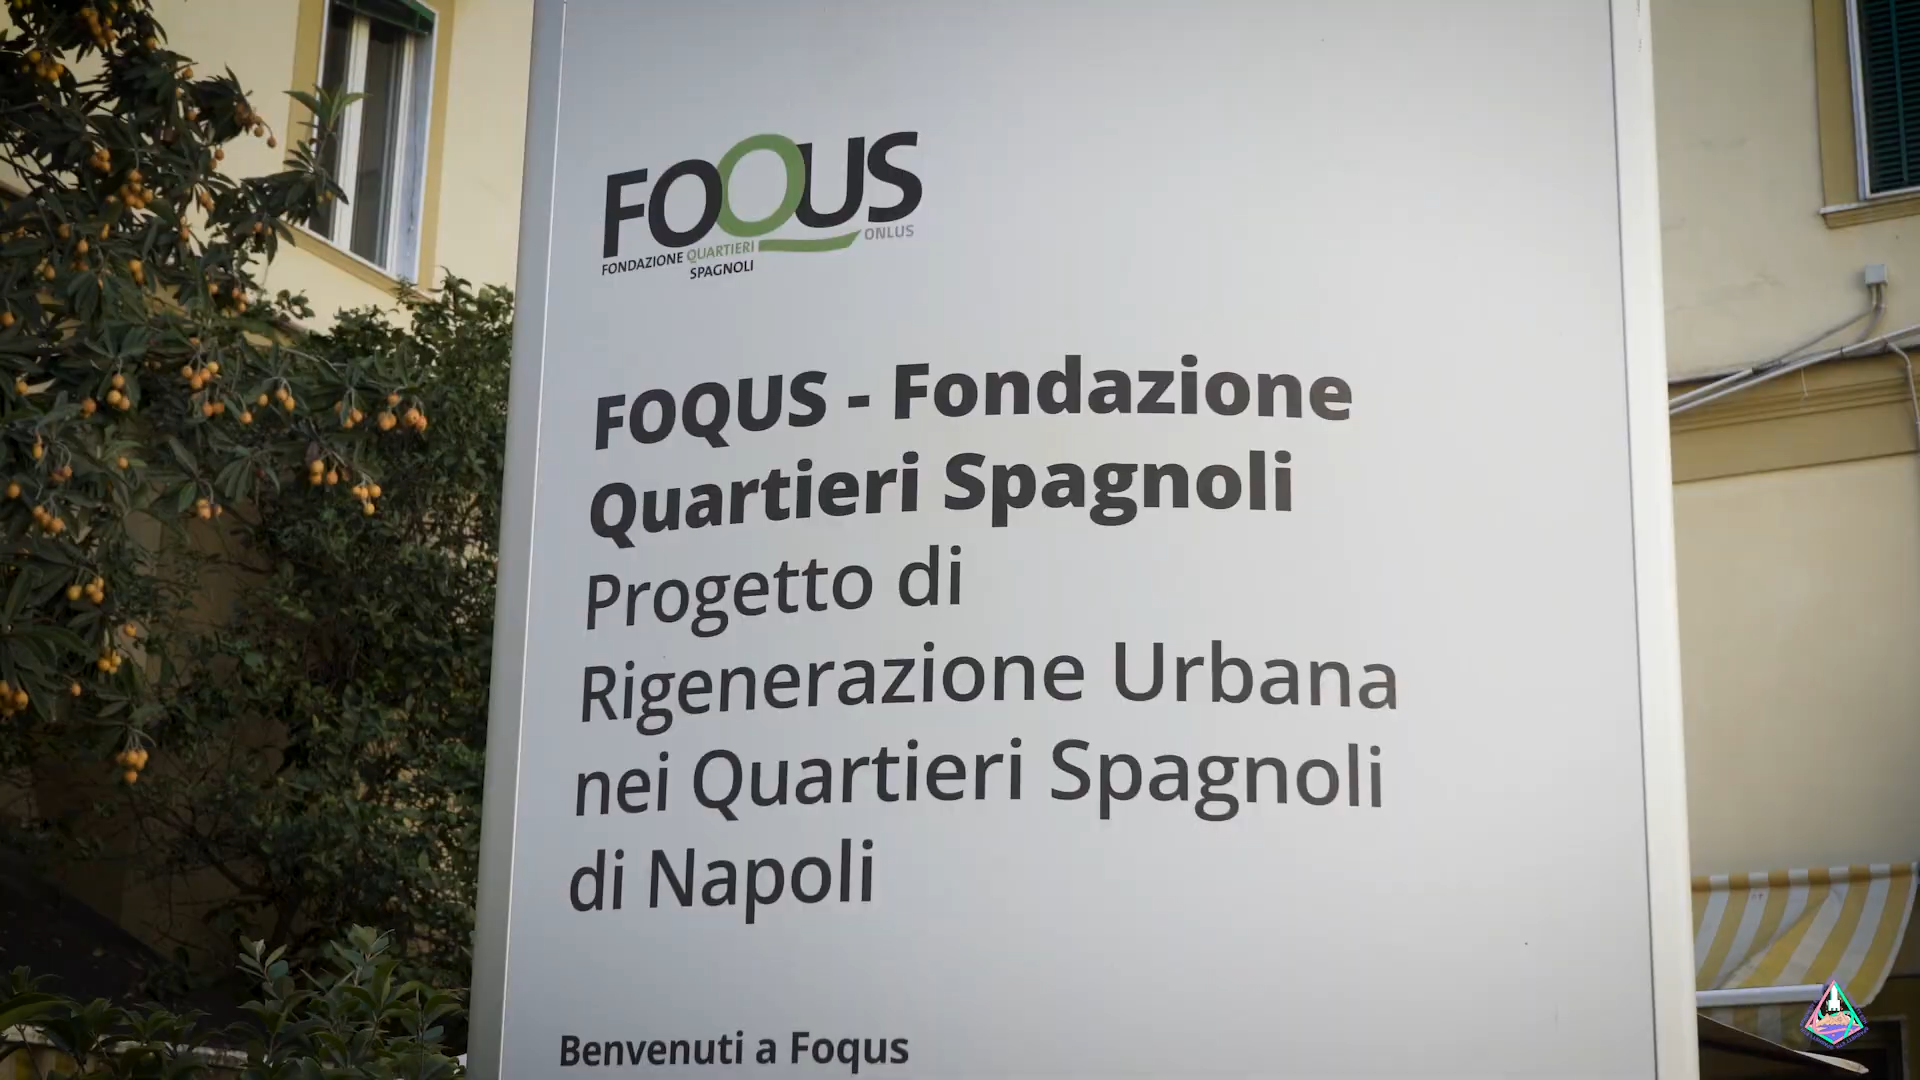 FOQUS
FONDAZIONE QUARTIERI ONLUS
SPAGNOLI
FOQUS - Fondazione
Quartieri Spagnoli
Progetto di
Rigenerazione Urbana
nei Quartieri Spagnoli
di Napoli
Benvenuti a Foqus